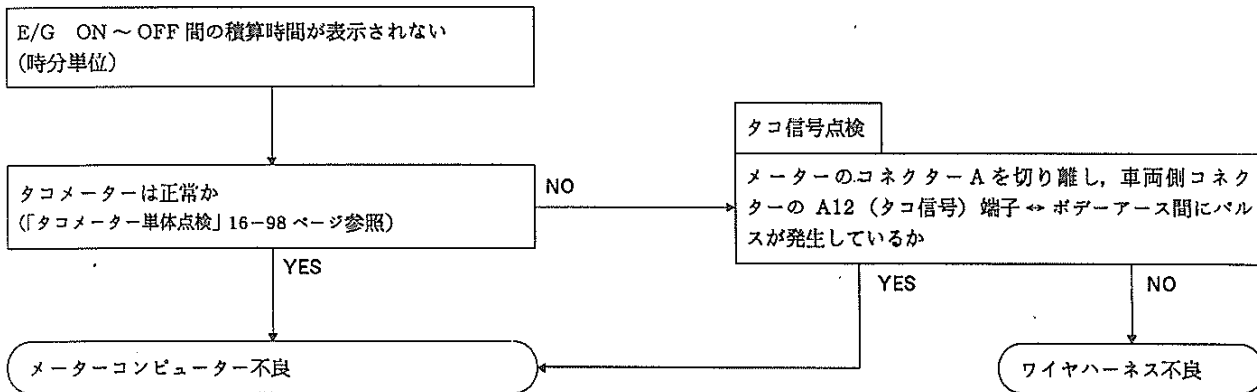 E/G ON ～ OFF 間の積算時間が表示されない
(時分単位)
タコメーターは正常か
(「タコメーター単体点検」16-98 ページ参照)
NO
YES
タコ信号点検
メーターのコネクター A を切り離し，車両側コネク
ターの A12 (タコ信号) 端子 ↔ ボデーアース間にパル
スが発生しているか
YES
NO
メーターコンピューター不良
ワイヤハーネス不良